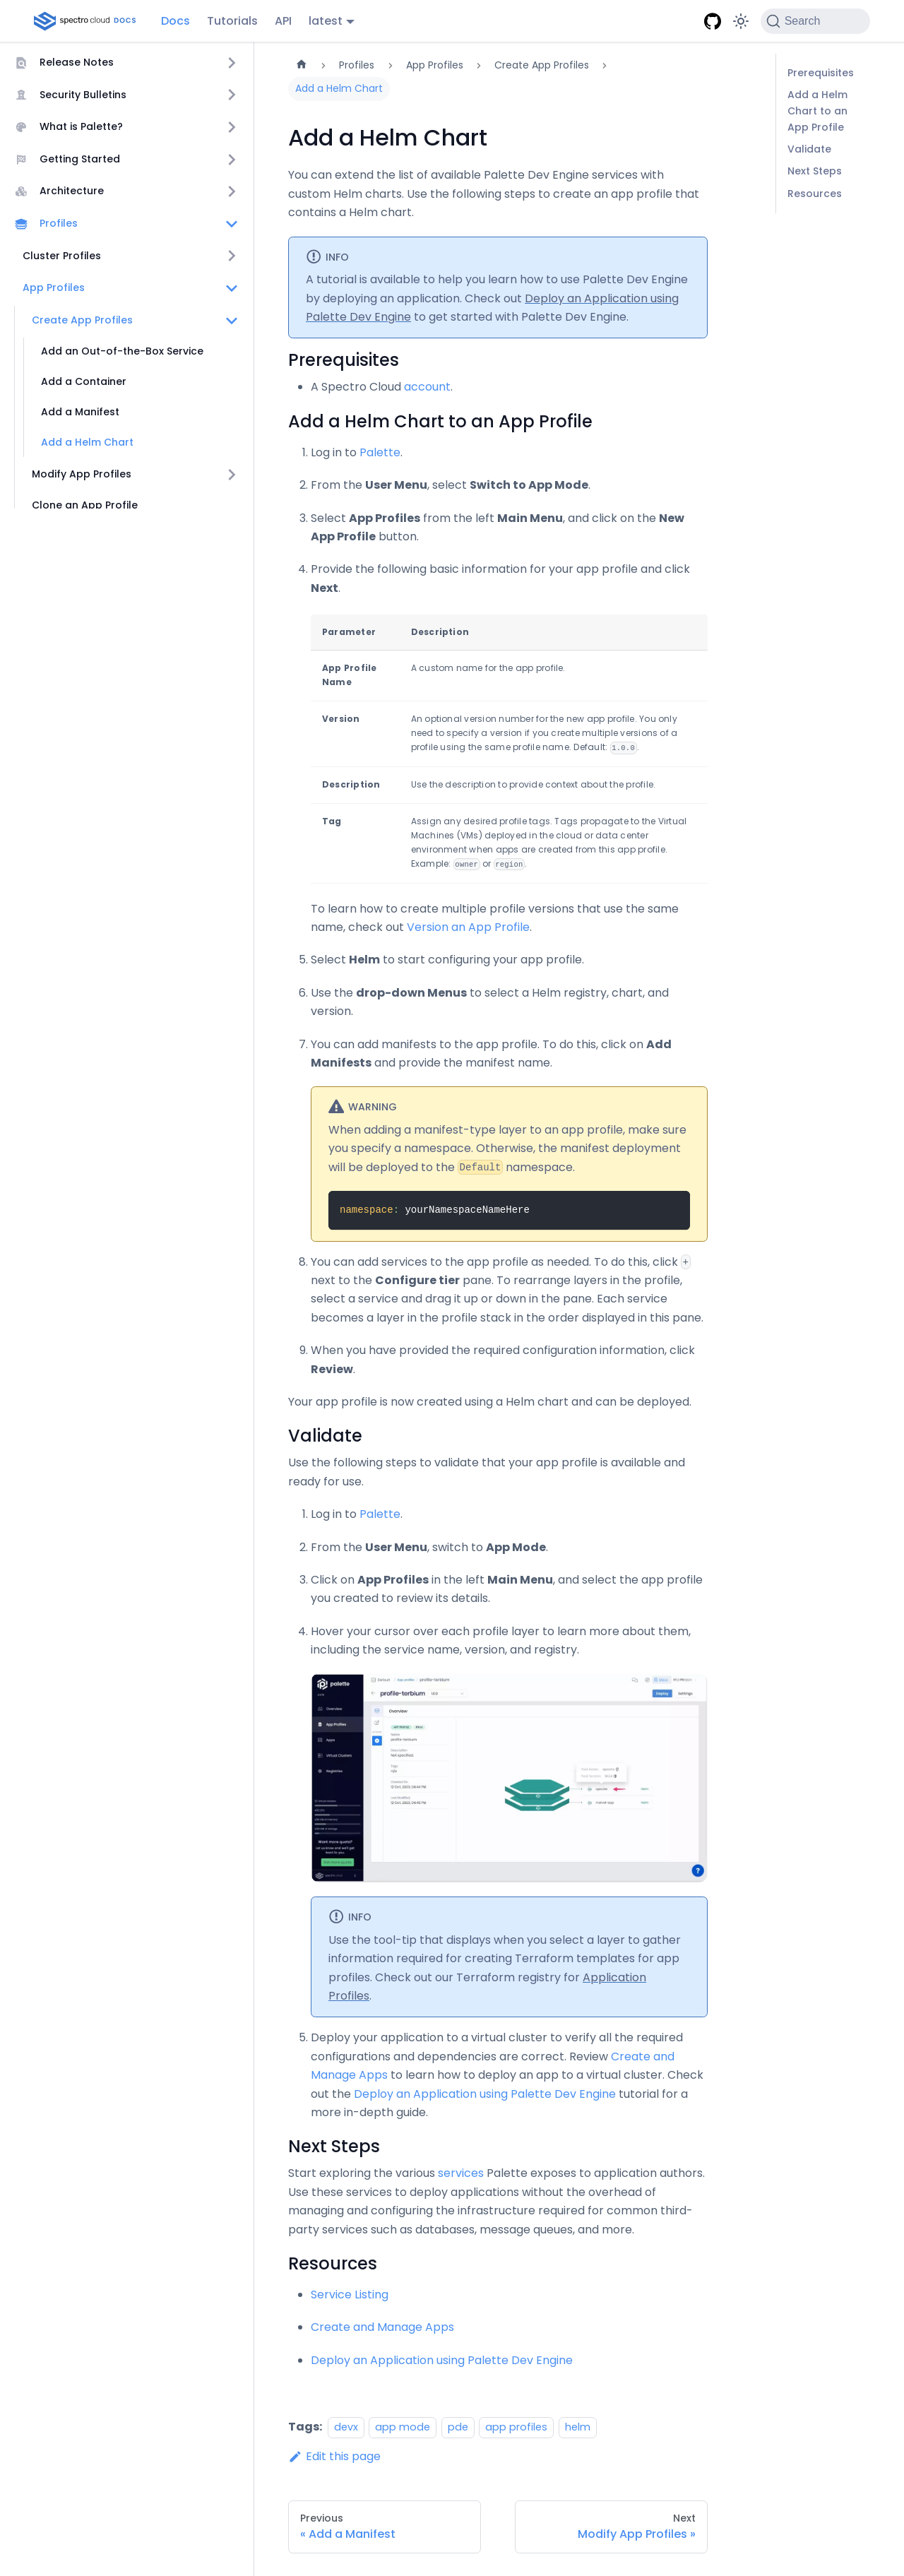 spectro cloud DOCS Docs Tutorials API latest Search
Release Notes
Security Bulletins
What is Palette?
Getting Started
Architecture
Profiles
Cluster Profiles
App Profiles
Create App Profiles
Add an Out-of-the-Box Service
Add a Container
Add a Manifest
Add a Helm Chart
Modify App Profiles
Clone an App Profile
Profiles > App Profiles > Create App Profiles >
Add a Helm Chart
Add a Helm Chart
You can extend the list of available Palette Dev Engine services with
custom Helm charts. Use the following steps to create an app profile that
contains a Helm chart.
INFO
A tutorial is available to help you learn how to use Palette Dev Engine
by deploying an application. Check out Deploy an Application using
Palette Dev Engine to get started with Palette Dev Engine.
Prerequisites
• A Spectro Cloud account.
Add a Helm Chart to an App Profile
1. Log in to Palette.
2. From the User Menu, select Switch to App Mode.
3. Select App Profiles from the left Main Menu, and click on the New
App Profile button.
4. Provide the following basic information for your app profile and click
Next.
Parameter Description
App Profile
Name
A custom name for the app profile.
Version
An optional version number for the new app profile. You only
need to specify a version if you create multiple versions of a
profile using the same profile name. Default: 1.0.0.
Description
Use the description to provide context about the profile.
Tag
Assign any desired profile tags. Tags propagate to the Virtual
Machines (VMs) deployed in the cloud or data center
environment when apps are created from this app profile.
Example: owner or region.
To learn how to create multiple profile versions that use the same
name, check out Version an App Profile.
5. Select Helm to start configuring your app profile.
6. Use the drop-down Menus to select a Helm registry, chart, and
version.
7. You can add manifests to the app profile. To do this, click on Add
Manifests and provide the manifest name.
WARNING
When adding a manifest-type layer to an app profile, make sure
you specify a namespace. Otherwise, the manifest deployment
will be deployed to the Default namespace.
namespace: yourNamespaceNameHere
8. You can add services to the app profile as needed. To do this, click +
next to the Configure tier pane. To rearrange layers in the profile,
select a service and drag it up or down in the pane. Each service
becomes a layer in the profile stack in the order displayed in this pane.
9. When you have provided the required configuration information, click
Review.
Your app profile is now created using a Helm chart and can be deployed.
Validate
Use the following steps to validate that your app profile is available and
ready for use.
1. Log in to Palette.
2. From the User Menu, switch to App Mode.
3. Click on App Profiles in the left Main Menu, and select the app profile
you created to review its details.
4. Hover your cursor over each profile layer to learn more about them,
including the service name, version, and registry.
palette
profile-terbium
Deploy Settings
Overview
Overview
App Profiles
Apps
Virtual Clusters
Registries
INFO
Use the tool-tip that displays when you select a layer to gather
information required for creating Terraform templates for app
profiles. Check out our Terraform registry for Application
Profiles.
5. Deploy your application to a virtual cluster to verify all the required
configurations and dependencies are correct. Review Create and
Manage Apps to learn how to deploy an app to a virtual cluster. Check
out the Deploy an Application using Palette Dev Engine tutorial for a
more in-depth guide.
Next Steps
Start exploring the various services Palette exposes to application authors.
Use these services to deploy applications without the overhead of
managing and configuring the infrastructure required for common third-
party services such as databases, message queues, and more.
Resources
• Service Listing
• Create and Manage Apps
• Deploy an Application using Palette Dev Engine
Tags: devx app mode pde app profiles helm
Edit this page
Previous
« Add a Manifest
Next
Modify App Profiles »
Prerequisites
Add a Helm
Chart to an
App Profile
Validate
Next Steps
Resources